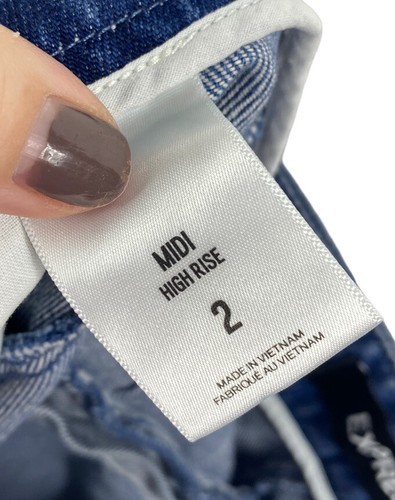 MIDI
HIGH RISE
2
MADE IN VIETNAM
FABRIQUÉ AU VIETNAM